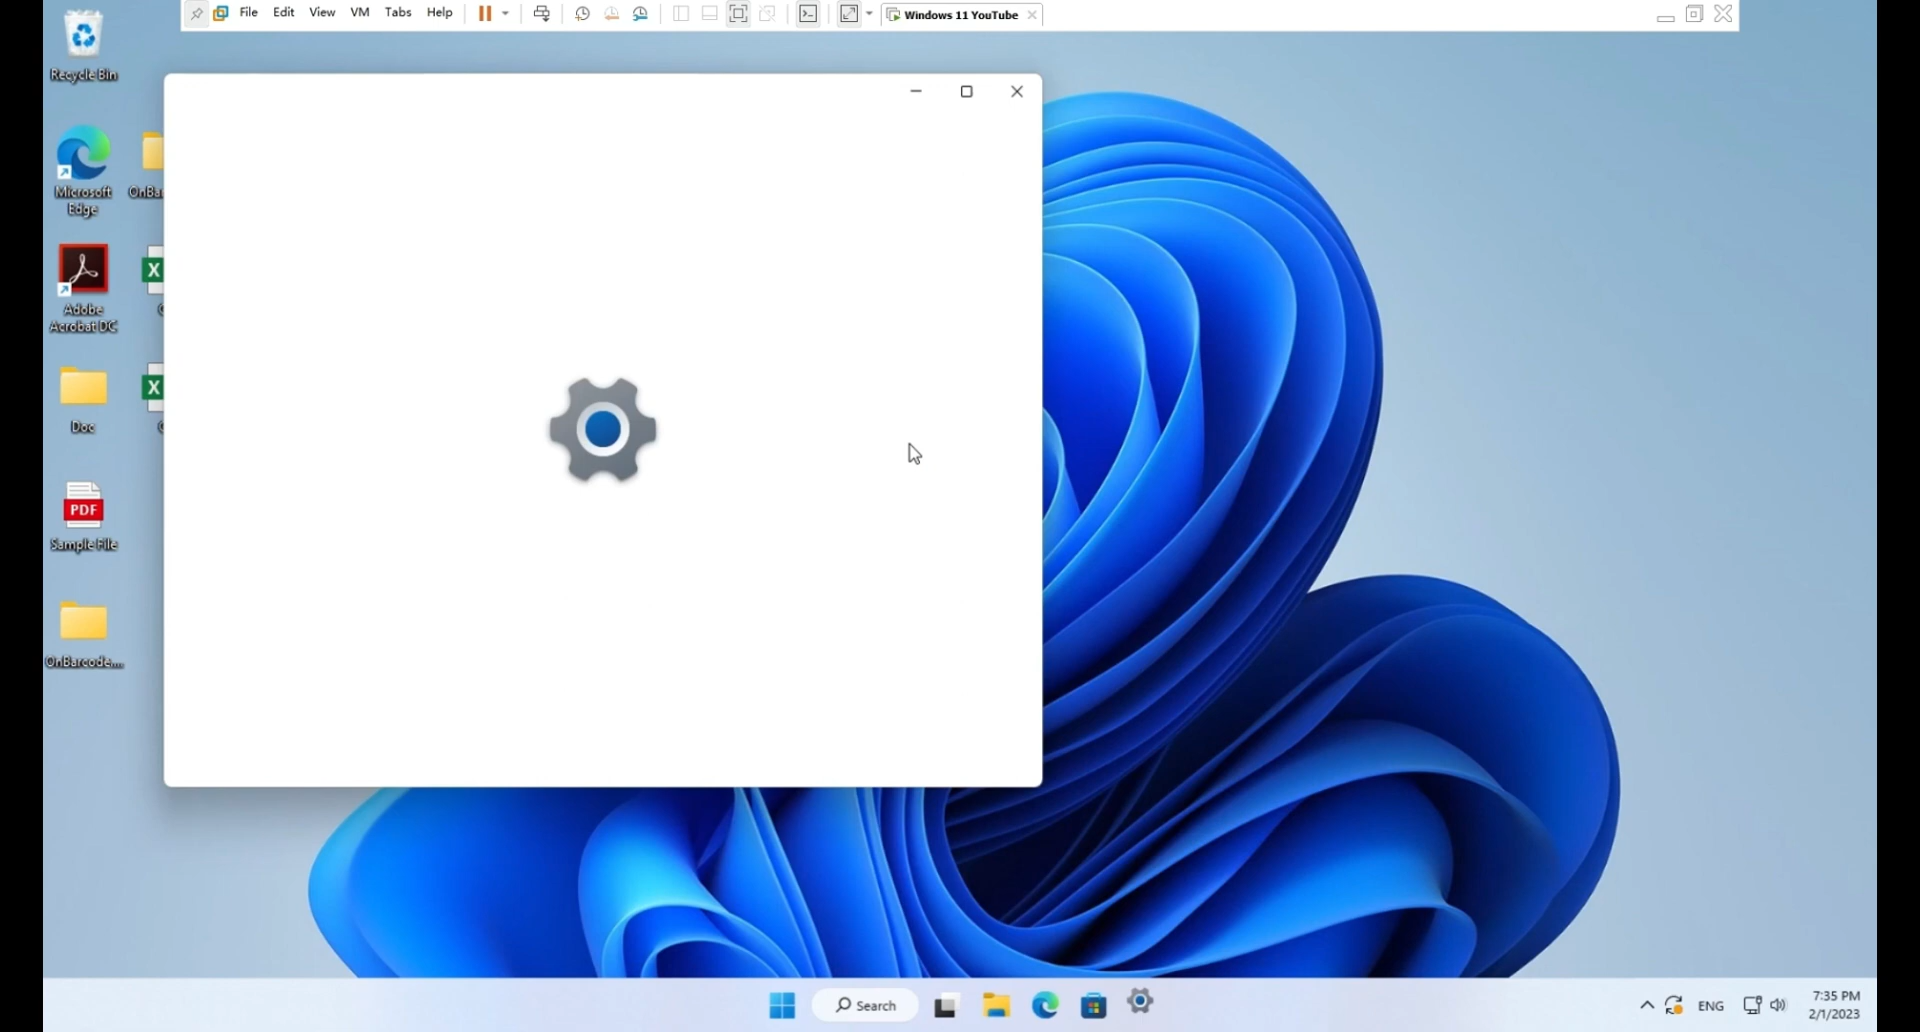 File Edit View VM Tabs Help
Windows 11 YouTube
Recycle Bin
Microsoft
Edge
OnBa
Adobe
Acrobat DC
Doc
PDF
Sample File
OnBarcode....
Search
ENG
7:35 PM
2/1/2023